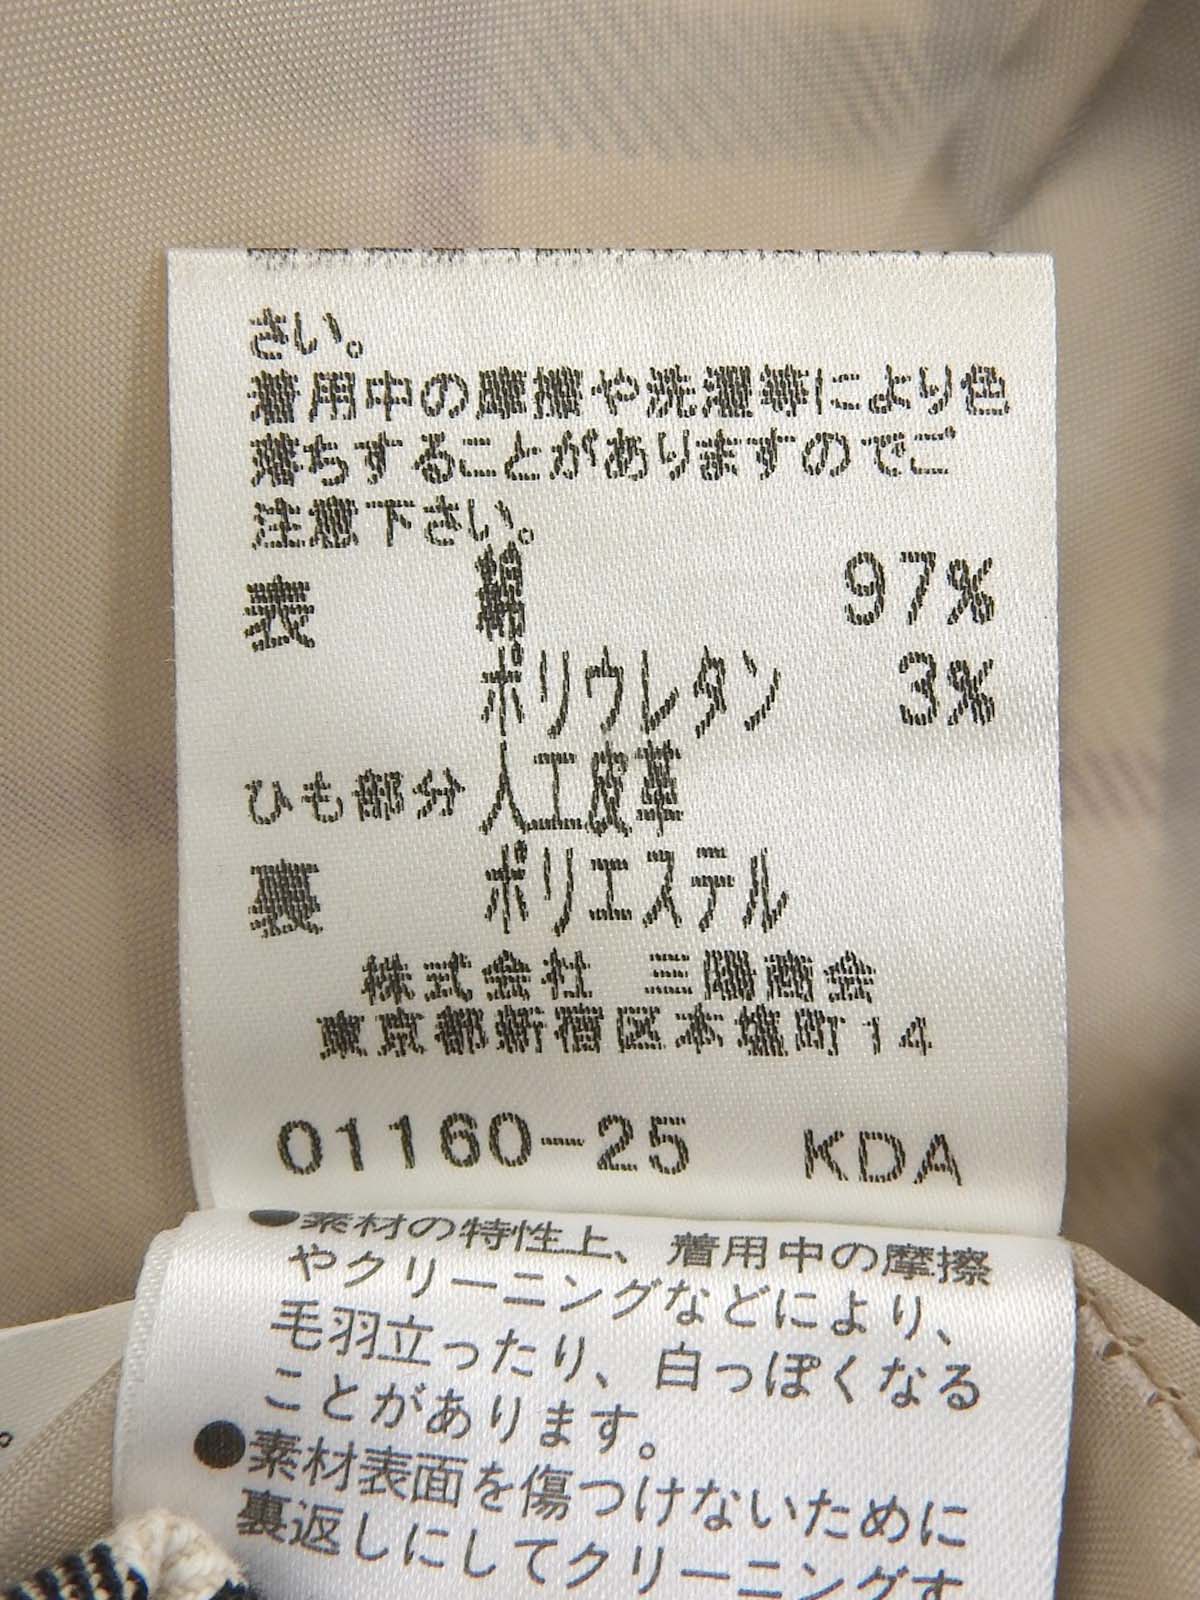 さい。
着用中の摩擦や洗濯等により色
落ちすることがありますのでご
注意下さい。
表 綿 97%
ポリウレタン 3%
ひも部分 人工皮革
裏 ポリエステル
株式会社 三陽商会
東京都新宿区本塩町14
01160-25 KDA
●素材の特性上、着用中の摩擦
やクリーニングなどにより、
毛羽立ったり、白っぽくなる
ことがあります。
●素材表面を傷つけないために
裏返しにしてクリーニングす
。